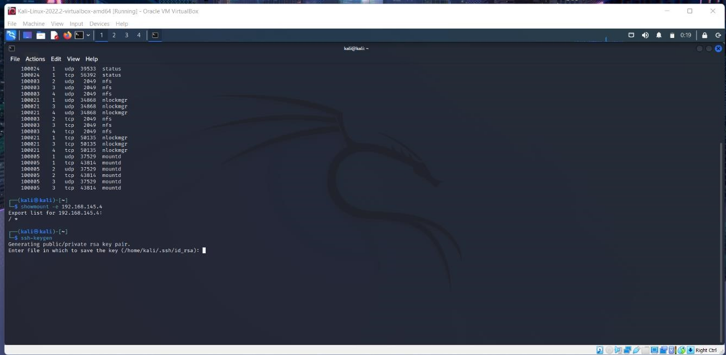 Kali-Linux-2022.2-virtualbox-amd64 [Running] - Oracle VM VirtualBox
File Machine View Input Devices Help
1 2 3 4
0:19
kali@kali: ~
File Actions Edit View Help
100024 1 udp 39533 status
100024 1 tcp 56392 status
100003 2 udp 2049 nfs
100003 3 udp 2049 nfs
100003 4 udp 2049 nfs
100021 1 udp 34868 nlockmgr
100021 3 udp 34868 nlockmgr
100021 4 udp 34868 nlockmgr
100003 2 tcp 2049 nfs
100003 3 tcp 2049 nfs
100003 4 tcp 2049 nfs
100021 1 tcp 50135 nlockmgr
100021 3 tcp 50135 nlockmgr
100021 4 tcp 50135 nlockmgr
100005 1 udp 37529 mountd
100005 1 tcp 43814 mountd
100005 2 udp 37529 mountd
100005 2 tcp 43814 mountd
100005 3 udp 37529 mountd
100005 3 tcp 43814 mountd
(kali㉿kali)-[~]
$ showmount -e 192.168.145.4
Export list for 192.168.145.4:
/ *
(kali㉿kali)-[~]
$ ssh-keygen
Generating public/private rsa key pair.
Enter file in which to save the key (/home/kali/.ssh/id_rsa):
Right Ctrl